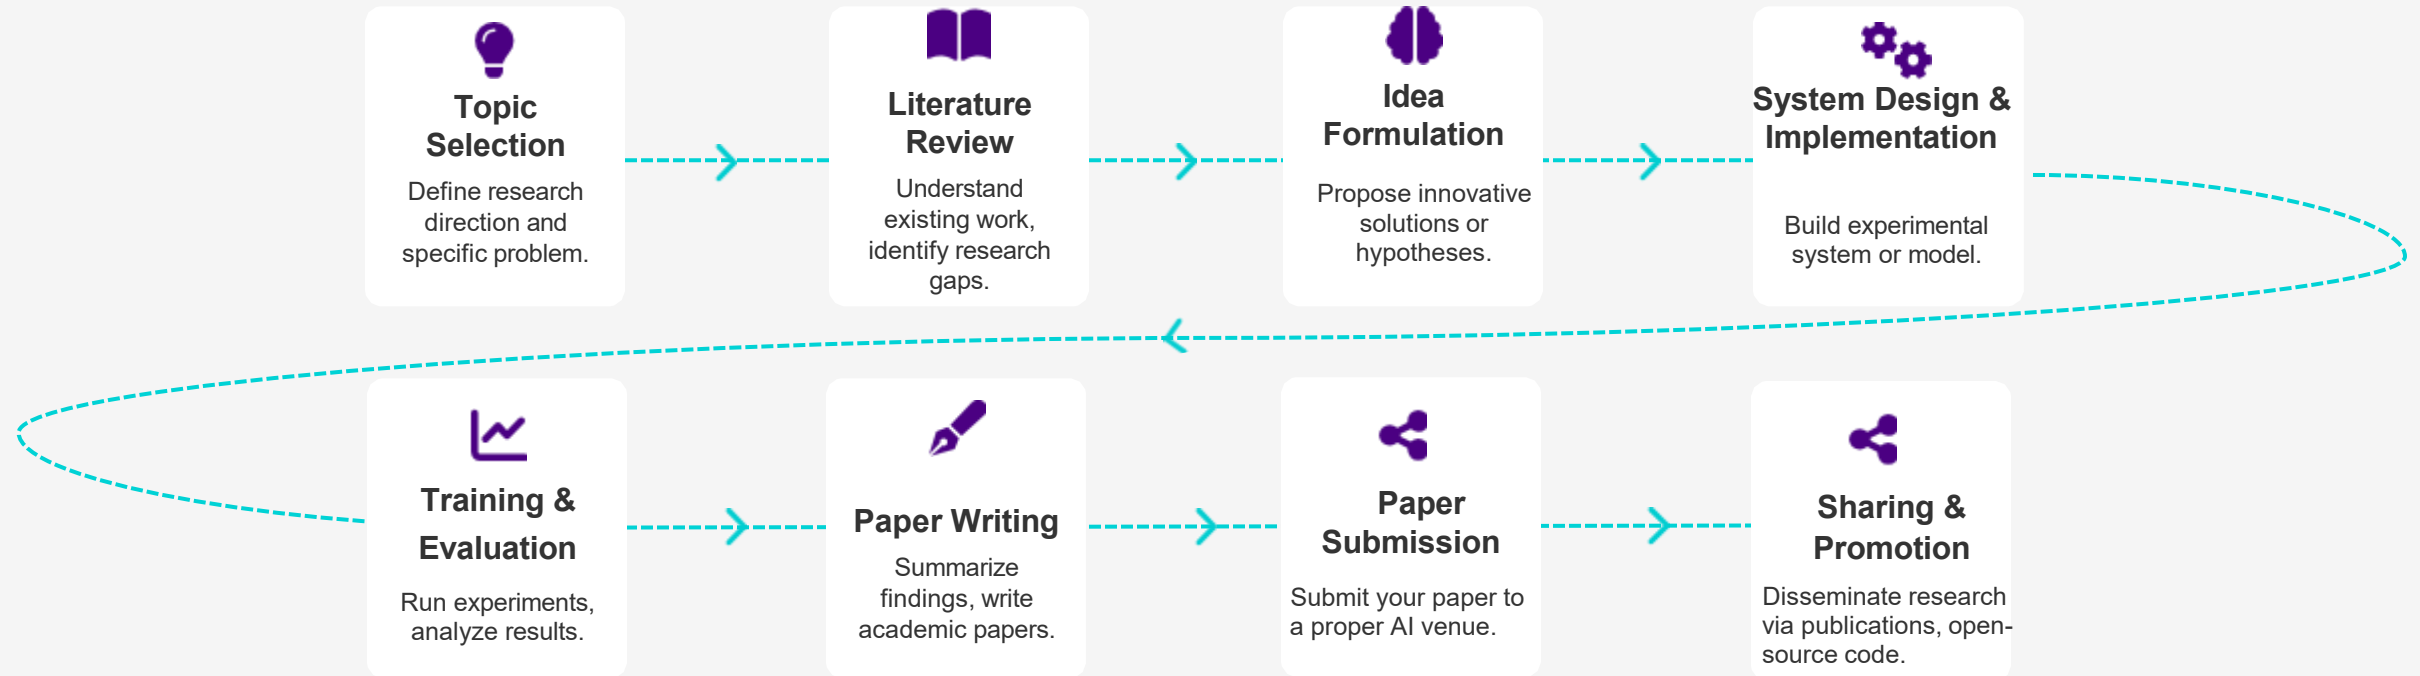 Topic
Selection
Define research
direction and
specific problem.
Literature
Review
Understand
existing work,
identify research
gaps.
Idea
Formulation
Propose innovative
solutions or
hypotheses.
System Design &
Implementation
Build experimental
system or model.
Training &
Evaluation
Run experiments,
analyze results.
Paper Writing
Summarize
findings, write
academic papers.
Paper
Submission
Submit your paper to
a proper AI venue.
Sharing &
Promotion
Disseminate research
via publications, open-
source code.